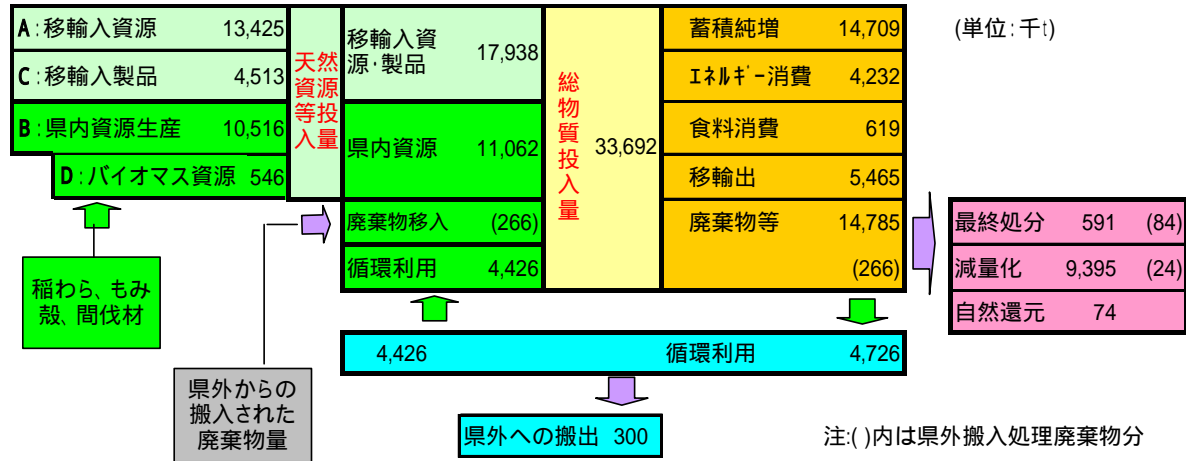 A:移輸入資源 13,425
C:移輸入製品 4,513
B:県内資源生産 10,516
D:バイオマス資源 546
天然
資源
等投
入量
移輸入資
源・製品 17,938
県内資源 11,062
廃棄物移入 (266)
循環利用 4,426
総
物
質
投
入
量
33,692
蓄積純増 14,709
エネルギー消費 4,232
食料消費 619
移輸出 5,465
廃棄物等 14,785
(266)
(単位:千t)
最終処分 591 (84)
減量化 9,395 (24)
自然還元 74
稲わら、もみ
殻、間伐材
県外からの
搬入された
廃棄物量
4,426 循環利用 4,726
県外への搬出 300
注:( )内は県外搬入処理廃棄物分